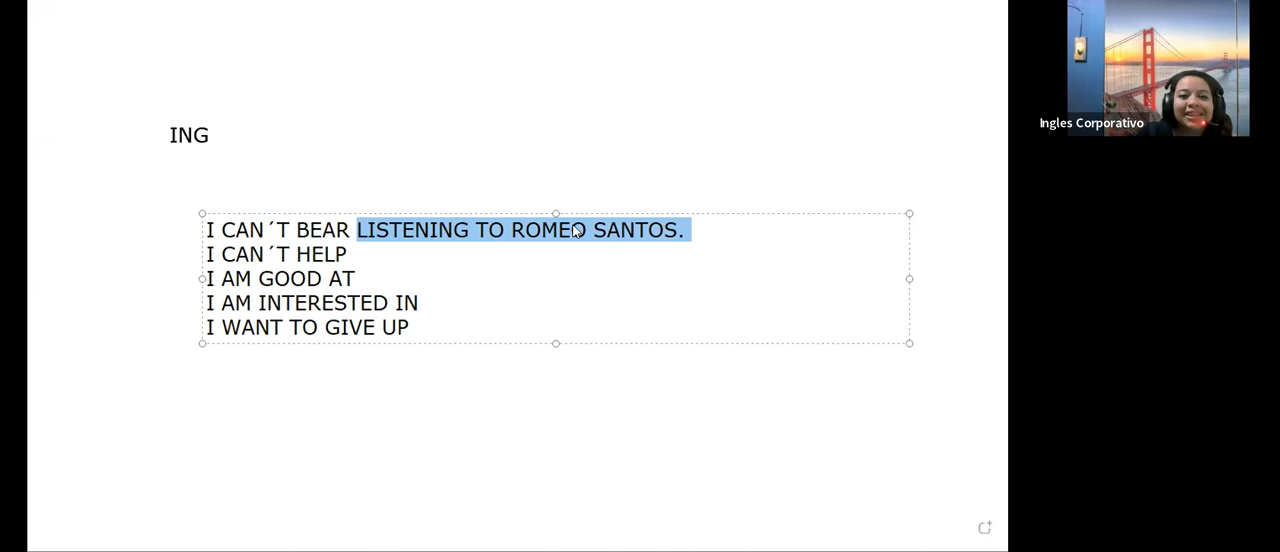 ING
I CAN´T BEAR LISTENING TO ROMEO SANTOS.
I CAN´T HELP
I AM GOOD AT
I AM INTERESTED IN
I WANT TO GIVE UP
Ingles Corporativo